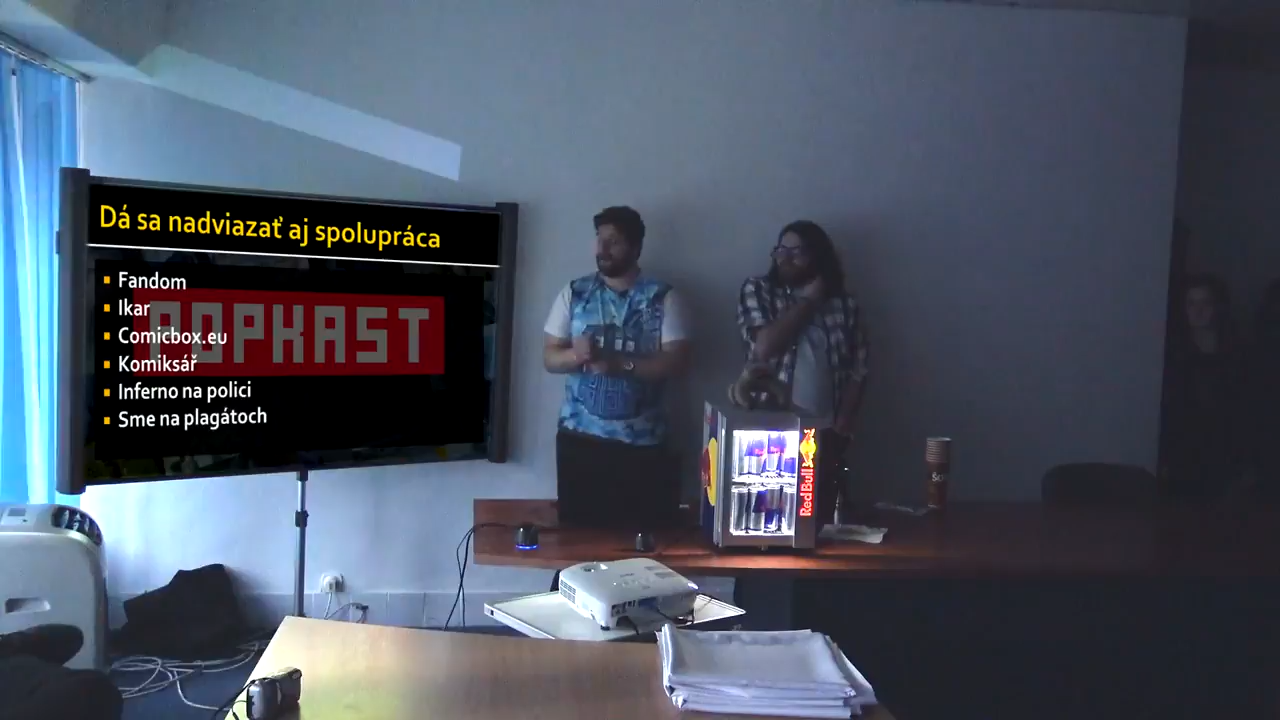 Dá sa nadviazať aj spolupráca
▪ Fandom
▪ Ikar
▪ Comicbox.eu
▪ Komiksář
▪ Inferno na polici
▪ Sme na plagátoch
POPKAST
Red Bull